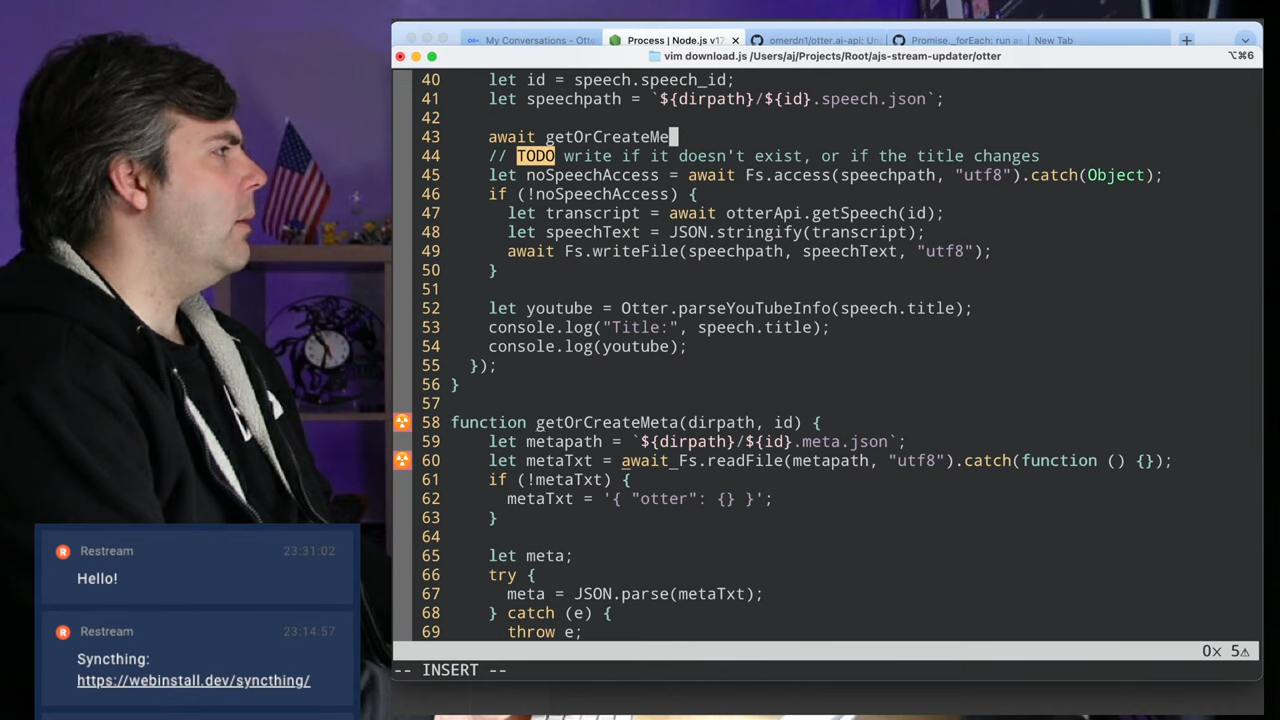 My Conversations - Otte
Process | Node.js v17
omerdn1/otter.ai-api: Un
Promise._forEach: run as
New Tab
vim download.js /Users/aj/Projects/Root/ajs-stream-updater/otter
⌥⌘6
40 let id = speech.speech_id;
41 let speechpath = `${dirpath}/${id}.speech.json`;
42
43 await getOrCreateMe
44 // TODO write if it doesn't exist, or if the title changes
45 let noSpeechAccess = await Fs.access(speechpath, "utf8").catch(Object);
46 if (!noSpeechAccess) {
47 let transcript = await otterApi.getSpeech(id);
48 let speechText = JSON.stringify(transcript);
49 await Fs.writeFile(speechpath, speechText, "utf8");
50 }
51
52 let youtube = Otter.parseYouTubeInfo(speech.title);
53 console.log("Title:", speech.title);
54 console.log(youtube);
55 });
56 }
57
58 function getOrCreateMeta(dirpath, id) {
59 let metapath = `${dirpath}/${id}.meta.json`;
60 let metaTxt = await Fs.readFile(metapath, "utf8").catch(function () {});
61 if (!metaTxt) {
62 metaTxt = '{ "otter": {} }';
63 }
64
65 let meta;
66 try {
67 meta = JSON.parse(metaTxt);
68 } catch (e) {
69 throw e;
0× 5⚠
-- INSERT --
R Restream 23:31:02
Hello!
R Restream 23:14:57
Syncthing:
https://webinstall.dev/syncthing/